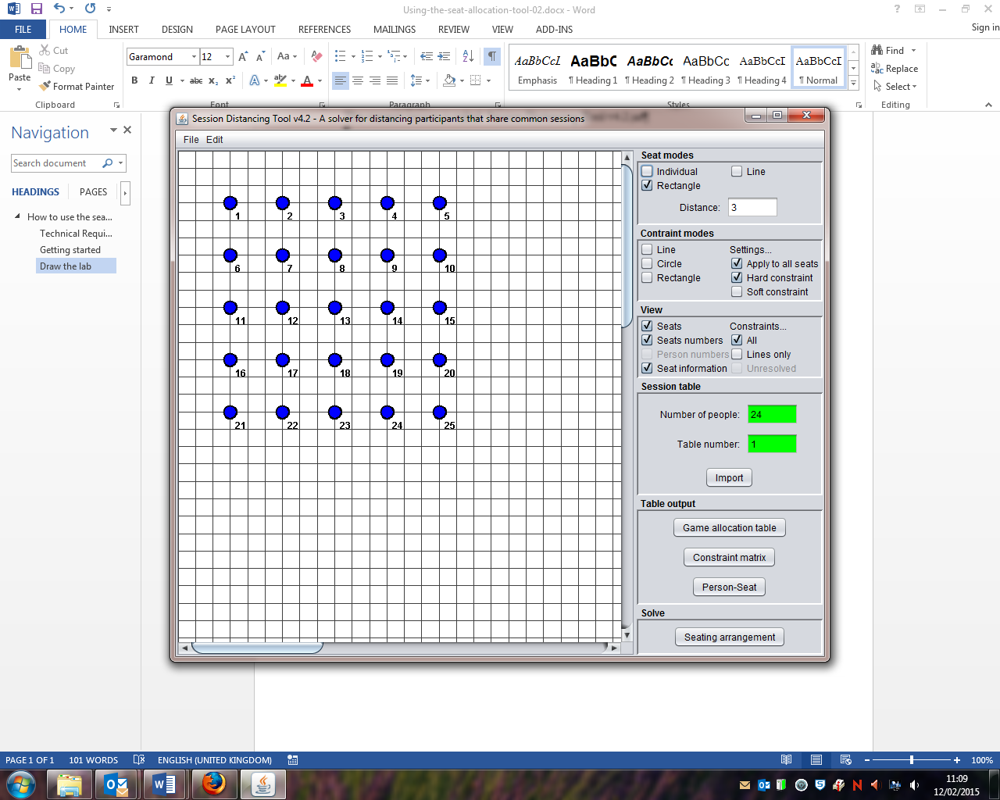 Using-the-seat-allocation-tool-02.docx - Word
FILE HOME INSERT DESIGN PAGE LAYOUT REFERENCES MAILINGS REVIEW VIEW ADD-INS Sign in
Paste
Cut
Copy
Format Painter
Clipboard
Garamond 12
Font
Paragraph
AaBbCcI Emphasis
AaBbC ¶ Heading 1
AaBbCc ¶ Heading 2
AaBbCc ¶ Heading 3
AaBbCcI ¶ Heading 4
AaBbCcI ¶ Normal
Styles
Find
Replace
Select
Editing
Navigation
Search document
HEADINGS PAGES
How to use the sea...
Technical Requi...
Getting started
Draw the lab
Session Distancing Tool v4.2 - A solver for distancing participants that share common sessions
File Edit
1 2 3 4 5
6 7 8 9 10
11 12 13 14 15
16 17 18 19 20
21 22 23 24 25
Seat modes
Individual Line
Rectangle
Distance: 3
Contraint modes
Line Settings...
Circle Apply to all seats
Rectangle Hard constraint
Soft constraint
View
Seats Constraints...
Seats numbers All
Person numbers Lines only
Seat information Unresolved
Session table
Number of people: 24
Table number: 1
Import
Table output
Game allocation table
Constraint matrix
Person-Seat
Solve
Seating arrangement
PAGE 1 OF 1 101 WORDS ENGLISH (UNITED KINGDOM) 100%
11:09
12/02/2015